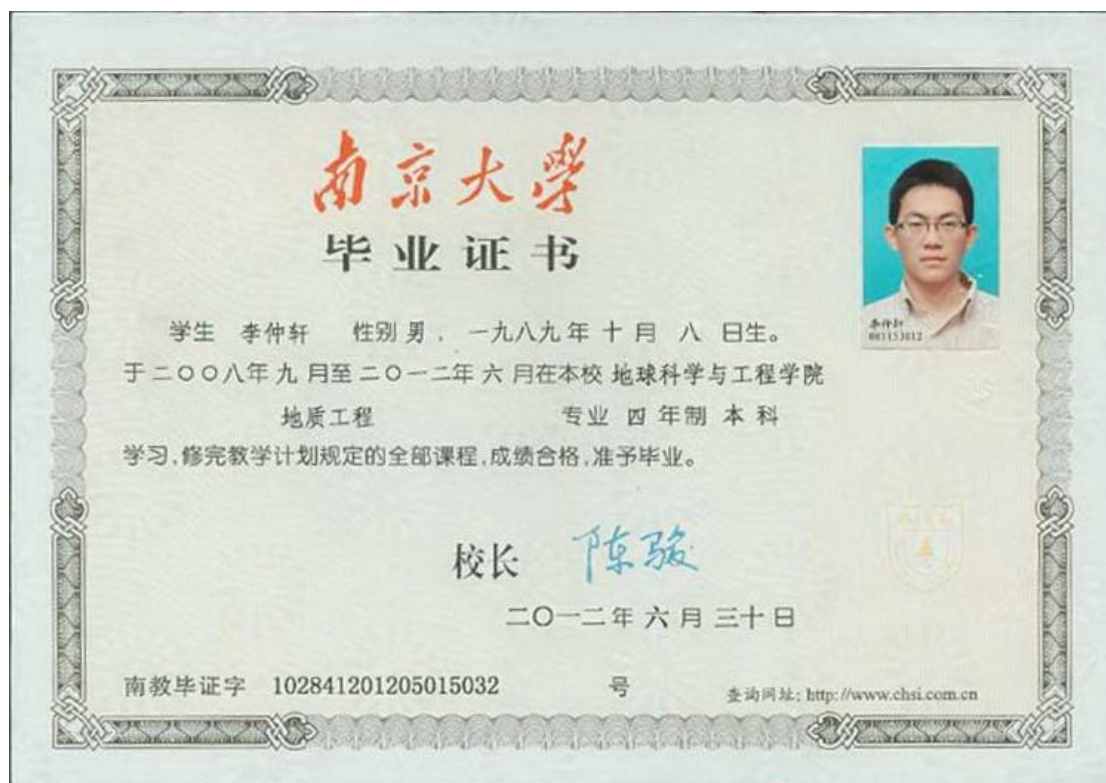 南京大學
毕业证书
学生 李仲轩 性别 男，一九八九年 十 月 八 日生。
于二〇〇八年 九 月至二〇一二年 六 月在本校 地球科学与工程学院
地质工程 专业 四 年制 本科
学习，修完教学计划规定的全部课程，成绩合格，准予毕业。
校长 陈骏
二〇一二年 六 月 三十 日
南教毕证字 102841201205015032 号
查询网址：http://www.chsi.com.cn
李仲轩